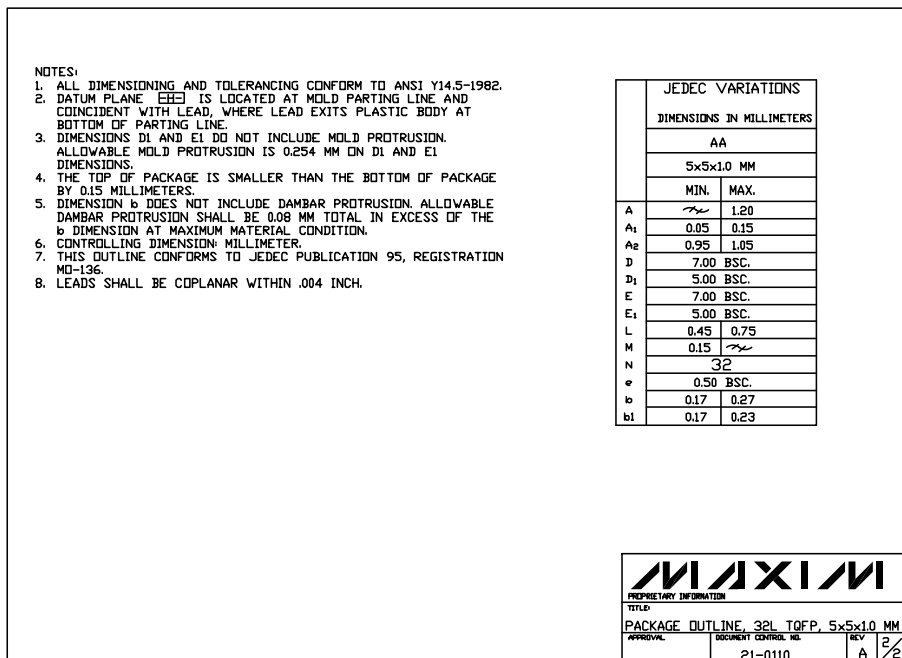 NOTES:
1. ALL DIMENSIONING AND TOLERANCING CONFORM TO ANSI Y14.5-1982.
2. DATUM PLANE -H- IS LOCATED AT MOLD PARTING LINE AND
COINCIDENT WITH LEAD, WHERE LEAD EXITS PLASTIC BODY AT
BOTTOM OF PARTING LINE.
3. DIMENSIONS D1 AND E1 DO NOT INCLUDE MOLD PROTRUSION.
ALLOWABLE MOLD PROTRUSION IS 0.254 MM ON D1 AND E1
DIMENSIONS.
4. THE TOP OF PACKAGE IS SMALLER THAN THE BOTTOM OF PACKAGE
BY 0.15 MILLIMETERS.
5. DIMENSION b DOES NOT INCLUDE DAMBAR PROTRUSION. ALLOWABLE
DAMBAR PROTRUSION SHALL BE 0.08 MM TOTAL IN EXCESS OF THE
b DIMENSION AT MAXIMUM MATERIAL CONDITION.
6. CONTROLLING DIMENSION: MILLIMETER.
7. THIS OUTLINE CONFORMS TO JEDEC PUBLICATION 95, REGISTRATION
MO-136.
8. LEADS SHALL BE COPLANAR WITHIN .004 INCH.
JEDEC VARIATIONS
DIMENSIONS IN MILLIMETERS
AA
5x5x1.0 MM
MIN. MAX.
A 1.20
A1 0.05 0.15
A2 0.95 1.05
D 7.00 BSC.
D1 5.00 BSC.
E 7.00 BSC.
E1 5.00 BSC.
L 0.45 0.75
M 0.15
N 32
e 0.50 BSC.
b 0.17 0.27
b1 0.17 0.23
MAXIM
PROPRIETARY INFORMATION
TITLE:
PACKAGE OUTLINE, 32L TQFP, 5x5x1.0 MM
APPROVAL DOCUMENT CONTROL NO. REV 2/2
21-0110 A